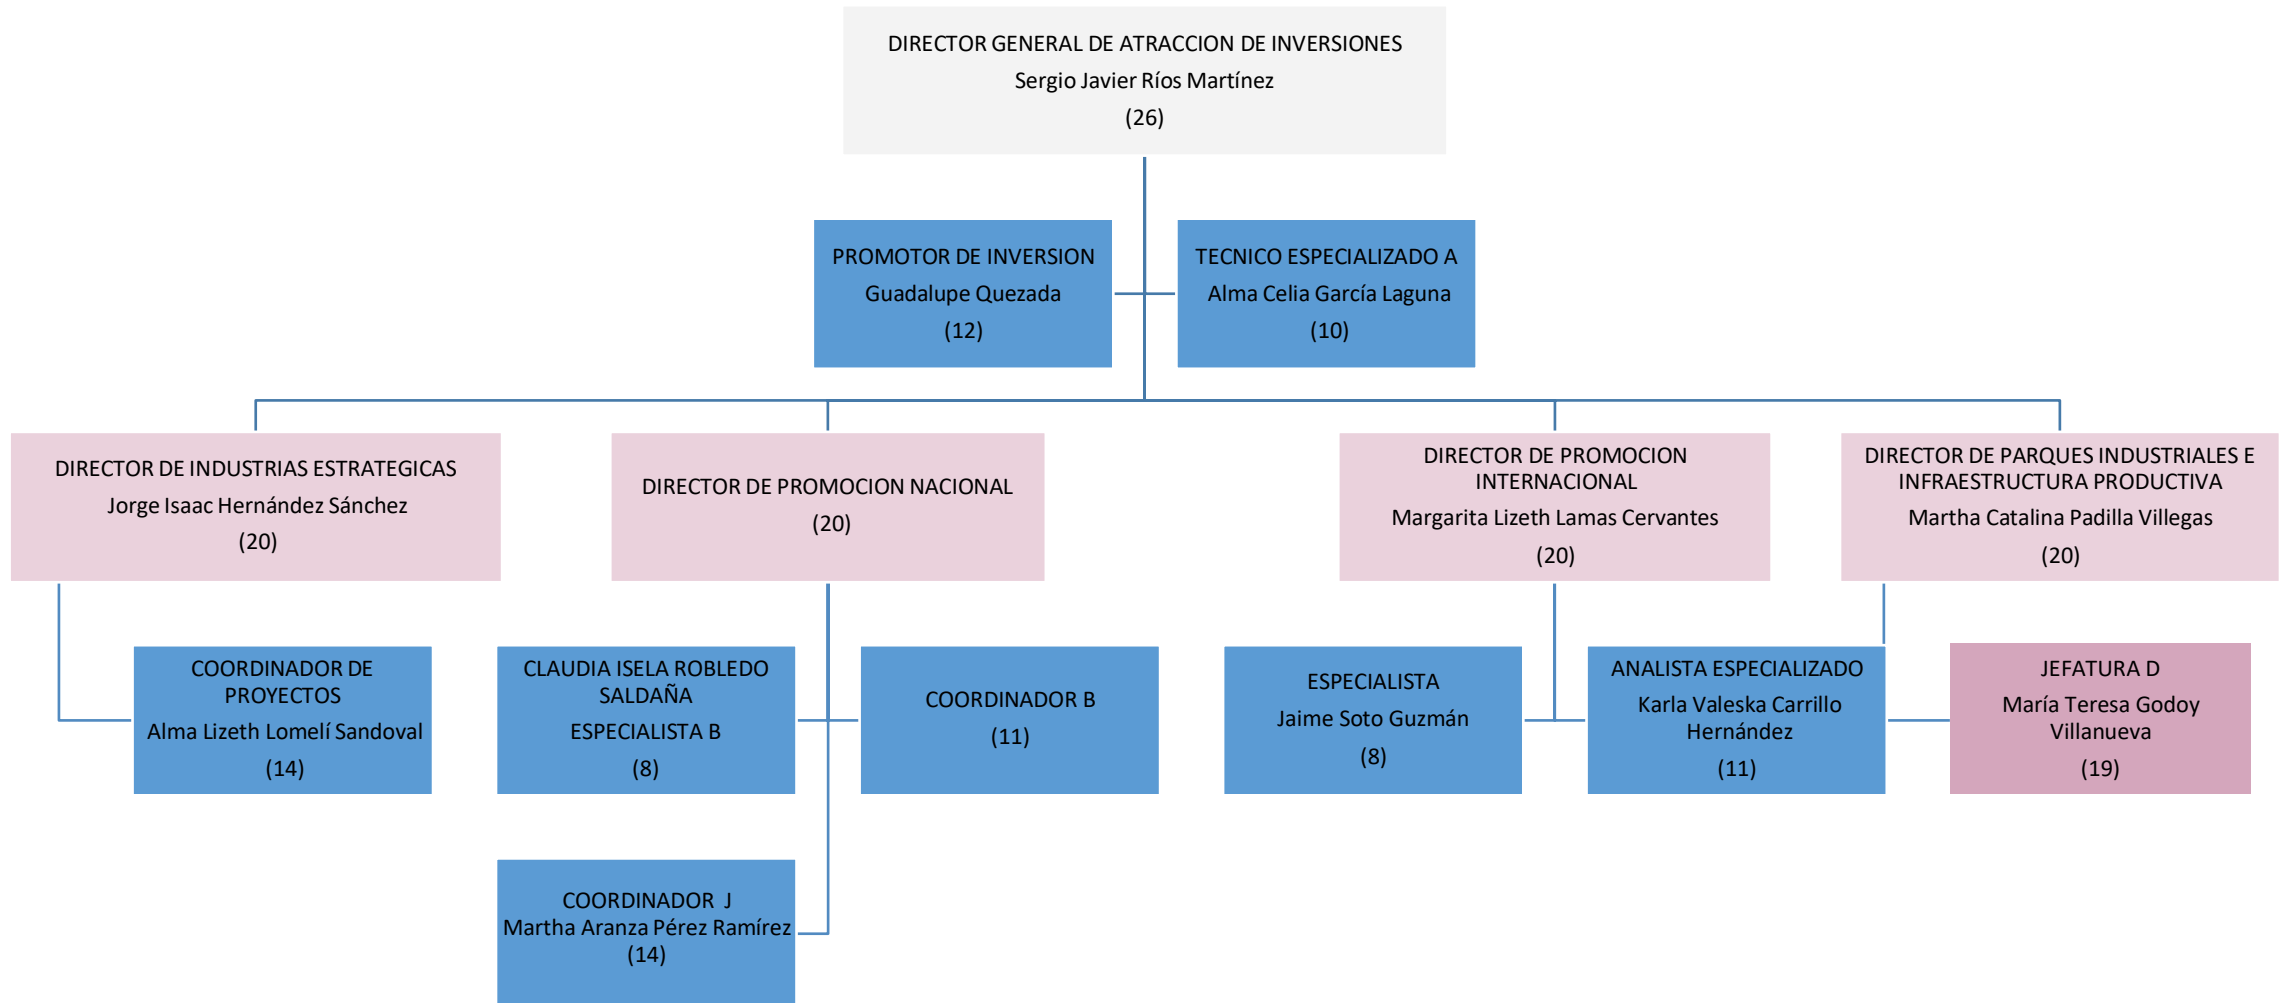 DIRECTOR GENERAL DE ATRACCION DE INVERSIONES
Sergio Javier Ríos Martínez
(26)
PROMOTOR DE INVERSION
Guadalupe Quezada
(12)
TECNICO ESPECIALIZADO A
Alma Celia García Laguna
(10)
DIRECTOR DE INDUSTRIAS ESTRATEGICAS
Jorge Isaac Hernández Sánchez
(20)
DIRECTOR DE PROMOCION NACIONAL
(20)
DIRECTOR DE PROMOCION
INTERNACIONAL
Margarita Lizeth Lamas Cervantes
(20)
DIRECTOR DE PARQUES INDUSTRIALES E
INFRAESTRUCTURA PRODUCTIVA
Martha Catalina Padilla Villegas
(20)
COORDINADOR DE
PROYECTOS
Alma Lizeth Lomelí Sandoval
(14)
CLAUDIA ISELA ROBLEDO
SALDAÑA
ESPECIALISTA B
(8)
COORDINADOR B
(11)
ESPECIALISTA
Jaime Soto Guzmán
(8)
ANALISTA ESPECIALIZADO
Karla Valeska Carrillo
Hernández
(11)
JEFATURA D
María Teresa Godoy
Villanueva
(19)
COORDINADOR J
Martha Aranza Pérez Ramírez
(14)